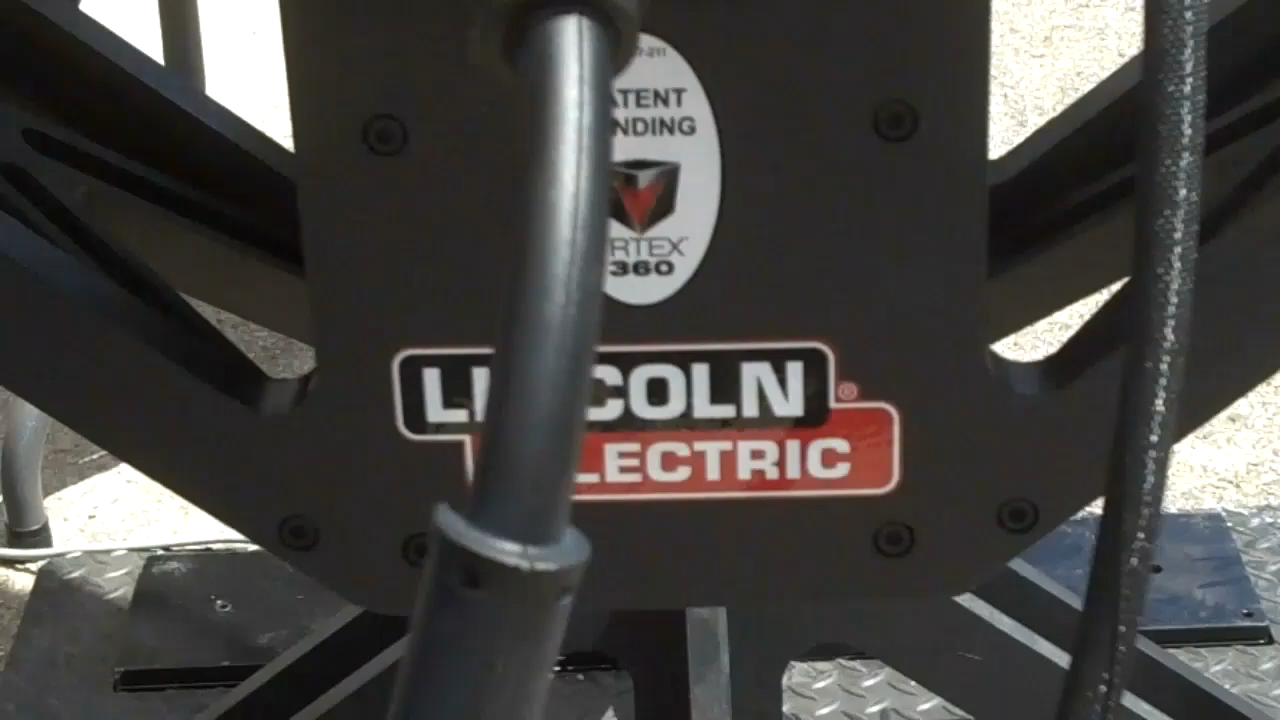 ATENT
NDING
RTEX
360
LI COLN ®
LECTRIC